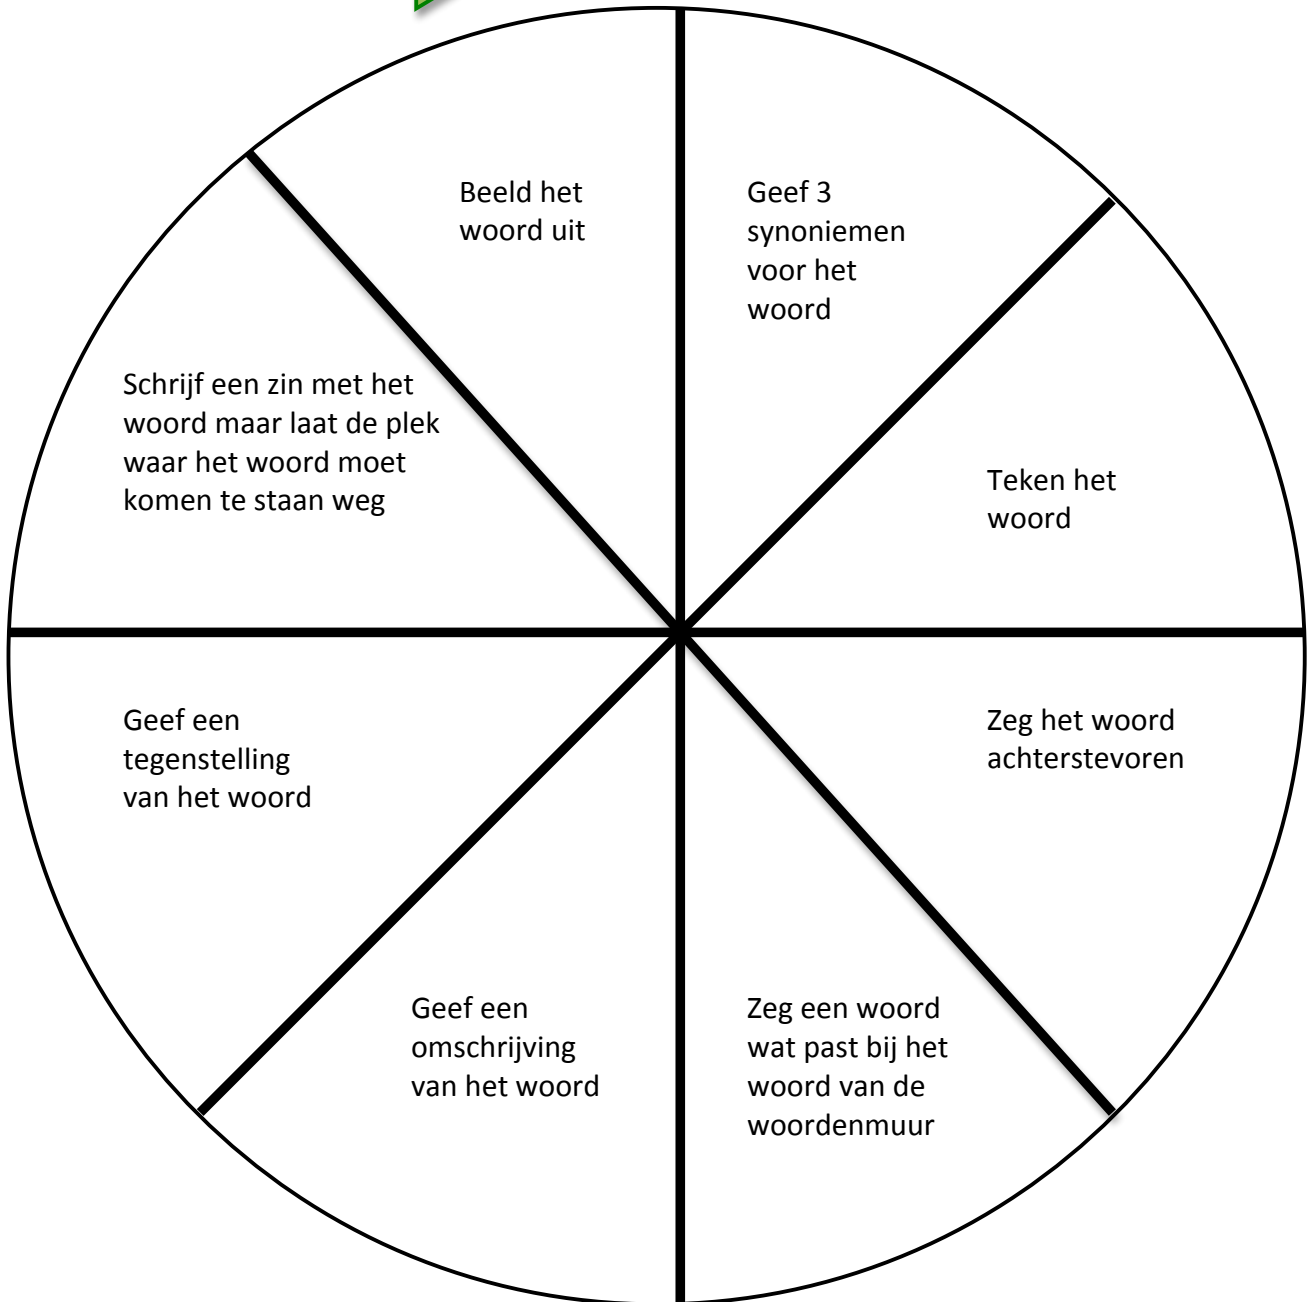 Beeld het
woord uit
Geef 3
synoniemen
voor het
woord
Schrijf een zin met het
woord maar laat de plek
waar het woord moet
komen te staan weg
Teken het
woord
Geef een
tegenstelling
van het woord
Zeg het woord
achterstevoren
Geef een
omschrijving
van het woord
Zeg een woord
wat past bij het
woord van de
woordenmuur